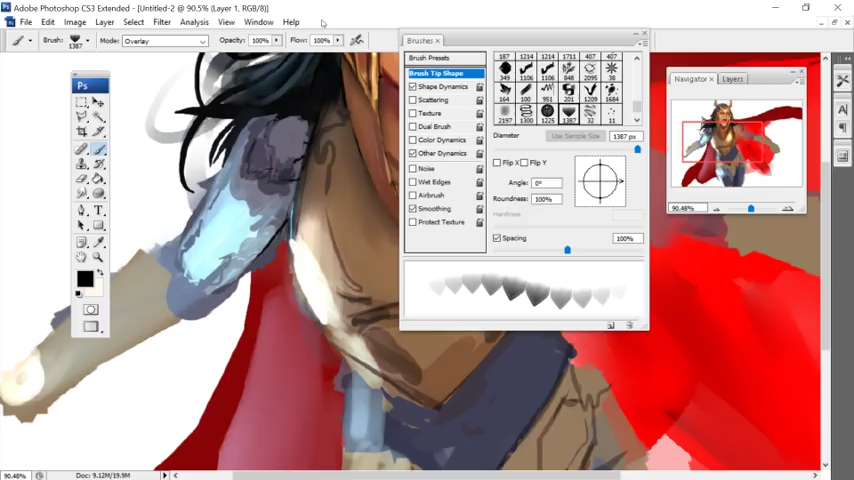 Adobe Photoshop CS3 Extended - [Untitled-2 @ 90.5% (Layer 1, RGB/8)]
File Edit Image Layer Select Filter Analysis View Window Help
Brush: 1387 Mode: Overlay Opacity: 100% Flow: 100%
Ps
Brushes ×
Brush Presets
Brush Tip Shape
Shape Dynamics
Scattering
Texture
Dual Brush
Color Dynamics
Other Dynamics
Noise
Wet Edges
Airbrush
Smoothing
Protect Texture
187 1214 1214 1711 407 407
349 1106 1106 848 2095 38
164 100 951 201 1209 1684
2197 1300 1225 1387 32 11
Diameter Use Sample Size 1387 px
Flip X Flip Y
Angle: 0°
Roundness: 100%
Hardness
Spacing 100%
Navigator × Layers
90.48%
A
90.48% Doc: 9.12M/19.9M